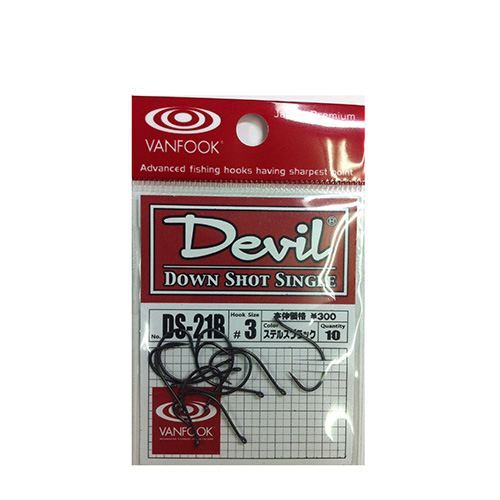 Japan Premium
VANFOOK®
Advanced fishing hooks having sharpest point
Devil®
DOWN SHOT SINGLE
No. DS-21B
Hook Size
# 3
本体価格 ¥300
Color
ステルスブラック
Quantity
10
VANFOOK